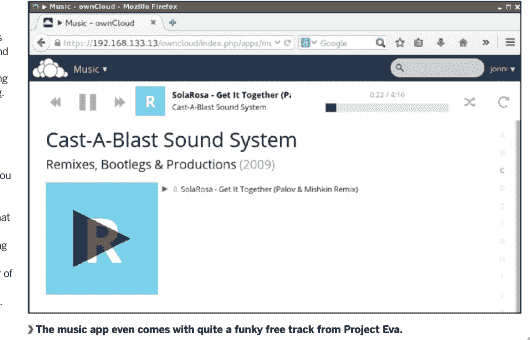 Music - ownCloud - Mozilla Firefox
Music - ownCloud
https://192.168.133.13/owncloud/index.php/apps/mu
Google
Music
jonni
R
SolaRosa - Get It Together (Pa
Cast-A-Blast Sound System
0:22 / 4:16
Cast-A-Blast Sound System
Remixes, Bootlegs & Productions (2009)
R
8. SolaRosa - Get It Together (Palov & Mishkin Remix)
A
B
C
D
The music app even comes with quite a funky free track from Project Eva.
ou
of